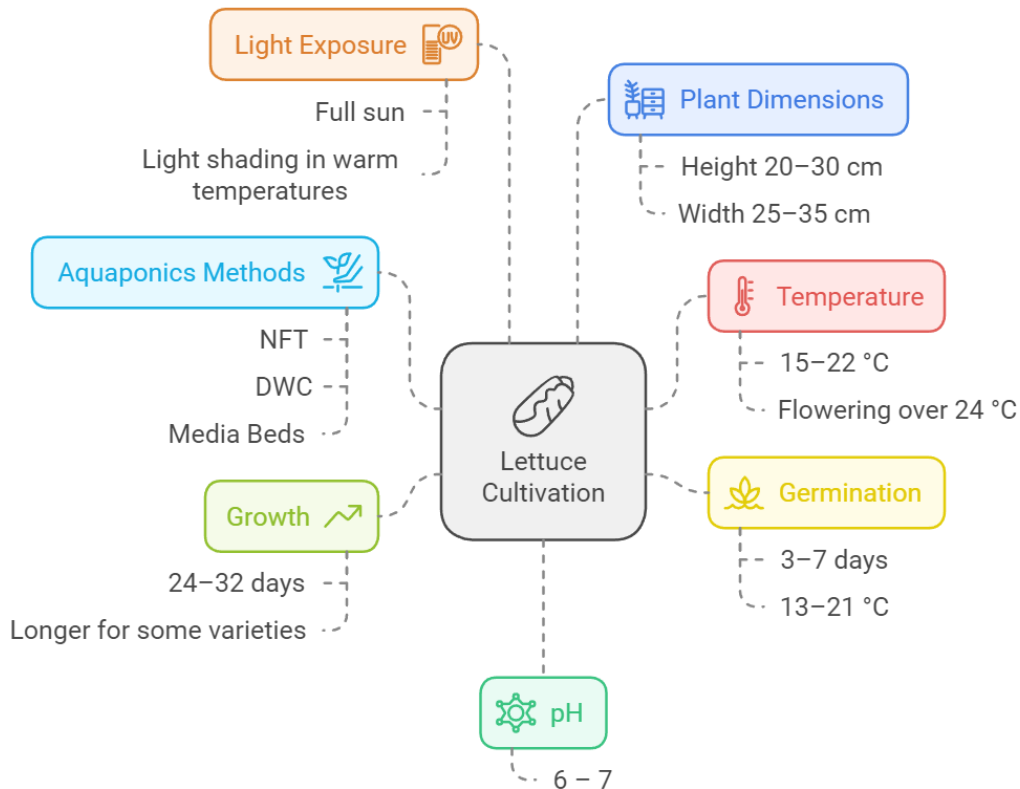 Light Exposure
UV
Full sun
Light shading in warm
temperatures
Plant Dimensions
Height 20–30 cm
Width 25–35 cm
Aquaponics Methods
NFT
DWC
Media Beds
Temperature
15–22 °C
Flowering over 24 °C
Lettuce
Cultivation
Growth
24–32 days
Longer for some varieties
Germination
3–7 days
13–21 °C
pH
6 – 7